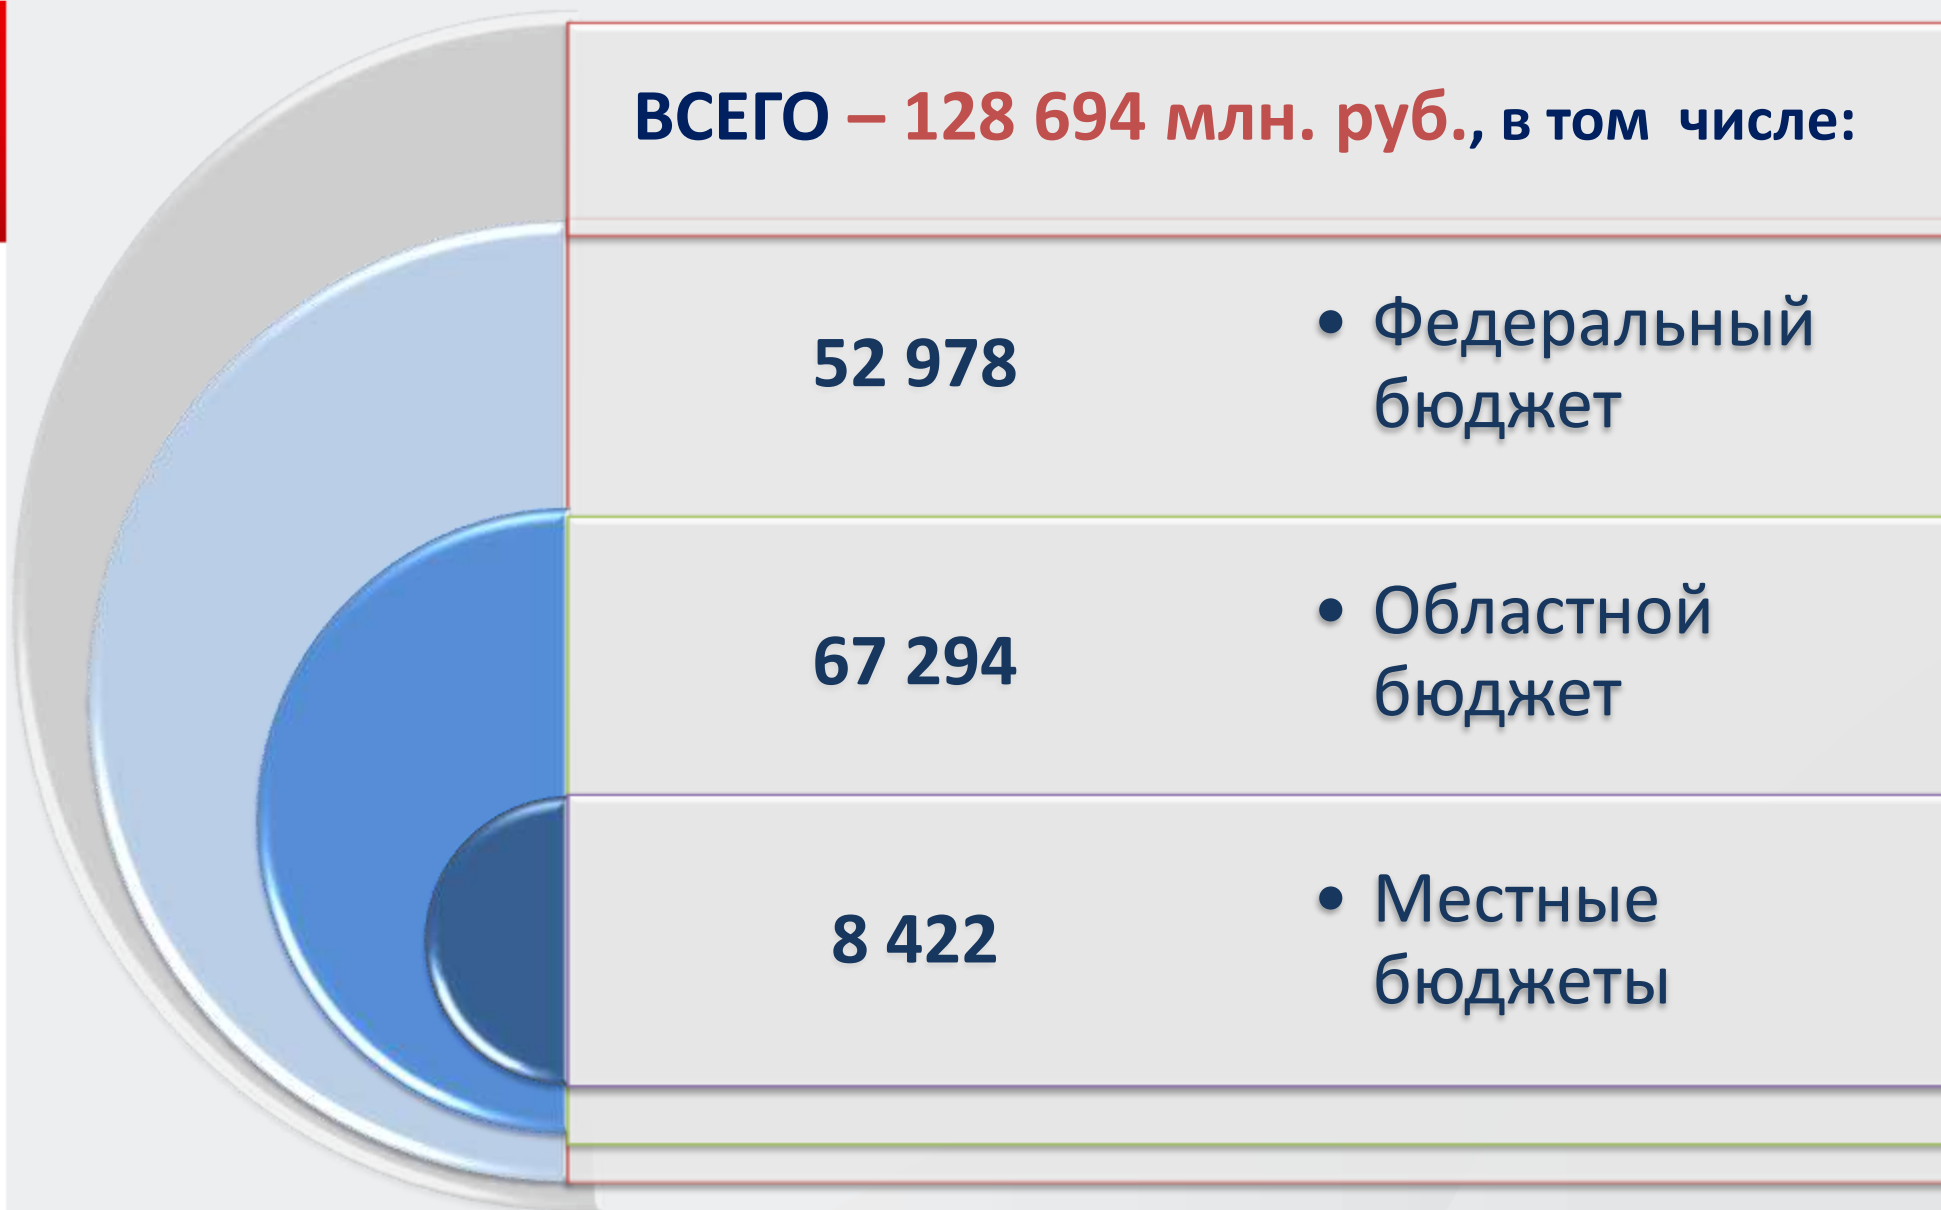 ВСЕГО – 128 694 млн. руб., в том числе:
52 978
• Федеральный
бюджет
67 294
• Областной
бюджет
8 422
• Местные
бюджеты